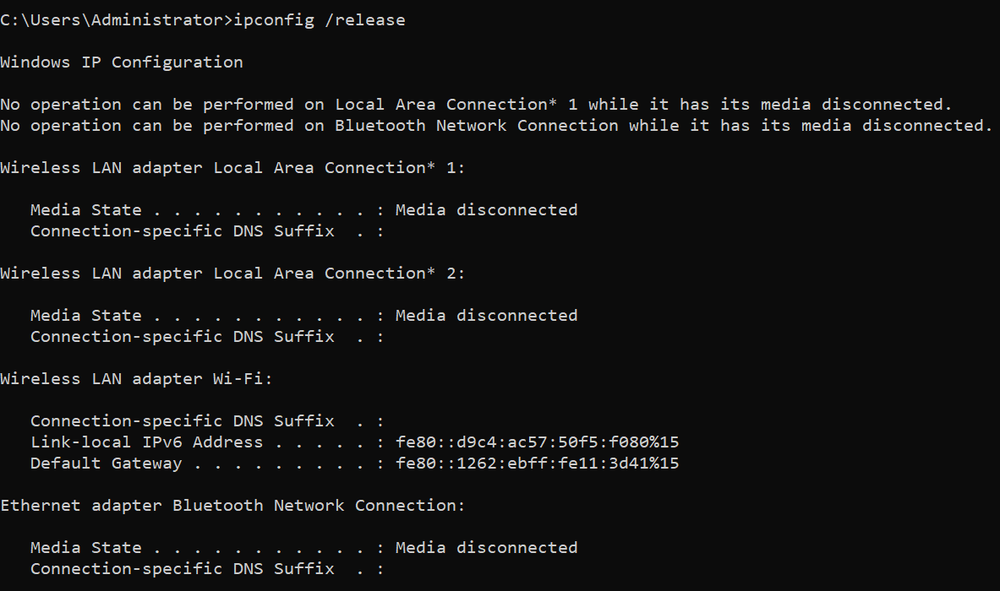 C:\Users\Administrator>ipconfig /release
Windows IP Configuration
No operation can be performed on Local Area Connection* 1 while it has its media disconnected.
No operation can be performed on Bluetooth Network Connection while it has its media disconnected.
Wireless LAN adapter Local Area Connection* 1:
   Media State . . . . . . . . . . . : Media disconnected
   Connection-specific DNS Suffix  . :
Wireless LAN adapter Local Area Connection* 2:
   Media State . . . . . . . . . . . : Media disconnected
   Connection-specific DNS Suffix  . :
Wireless LAN adapter Wi-Fi:
   Connection-specific DNS Suffix  . :
   Link-local IPv6 Address . . . . . : fe80::d9c4:ac57:50f5:f080%15
   Default Gateway . . . . . . . . . : fe80::1262:ebff:fe11:3d41%15
Ethernet adapter Bluetooth Network Connection:
   Media State . . . . . . . . . . . : Media disconnected
   Connection-specific DNS Suffix  . :